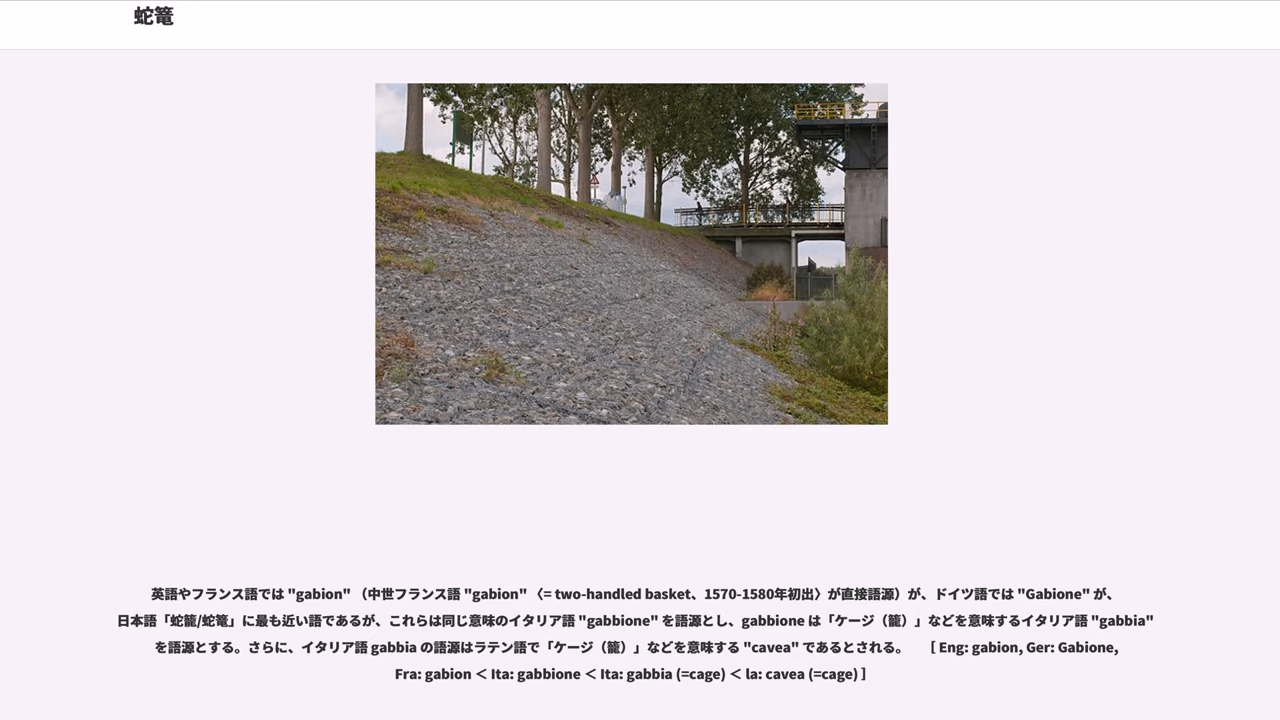 蛇篭
英語やフランス語では "gabion" （中世フランス語 "gabion" 〈= two-handled basket、1570-1580年初出〉が直接語源）が、ドイツ語では "Gabione" が、
日本語「蛇籠/蛇篭」に最も近い語であるが、これらは同じ意味のイタリア語 "gabbione" を語源とし、gabbione は「ケージ（籠）」などを意味するイタリア語 "gabbia"
を語源とする。さらに、イタリア語 gabbia の語源はラテン語で「ケージ（籠）」などを意味する "cavea" であるとされる。　［ Eng: gabion, Ger: Gabione,
Fra: gabion ＜ Ita: gabbione ＜ Ita: gabbia (=cage) ＜ la: cavea (=cage) ］